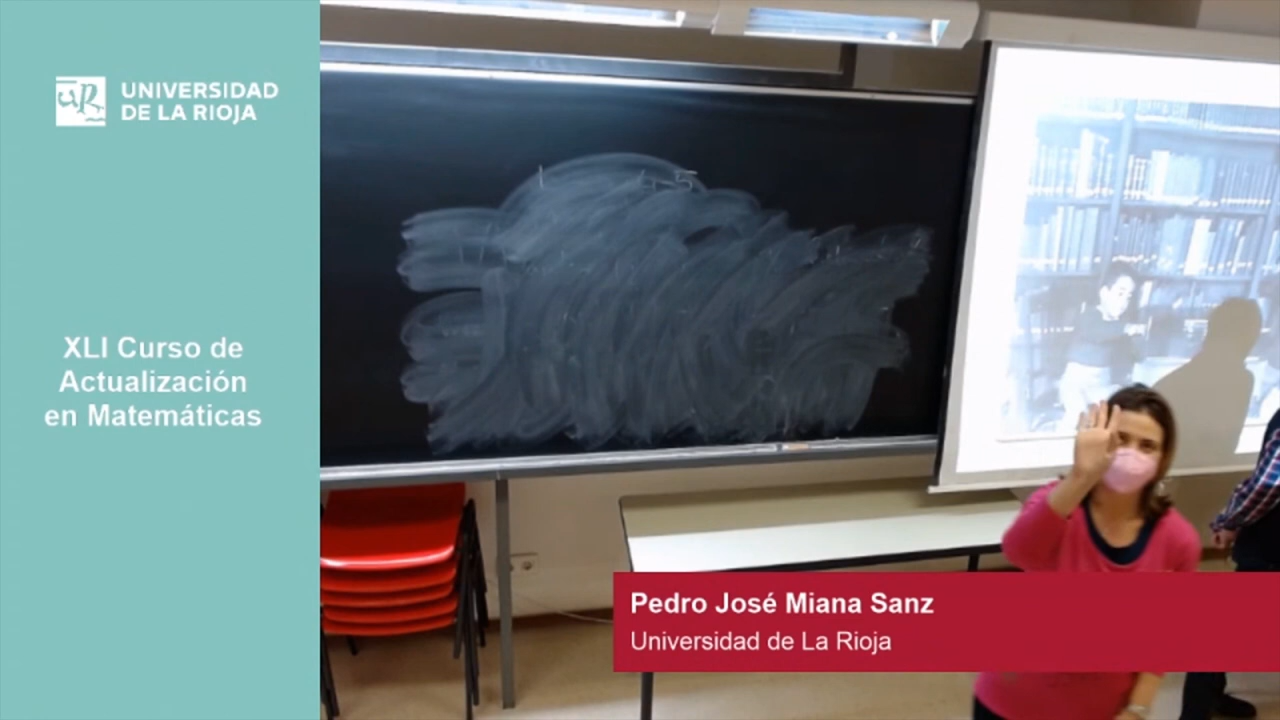 UNIVERSIDAD
DE LA RIOJA
XLI Curso de
Actualización
en Matemáticas
Pedro José Miana Sanz
Universidad de La Rioja